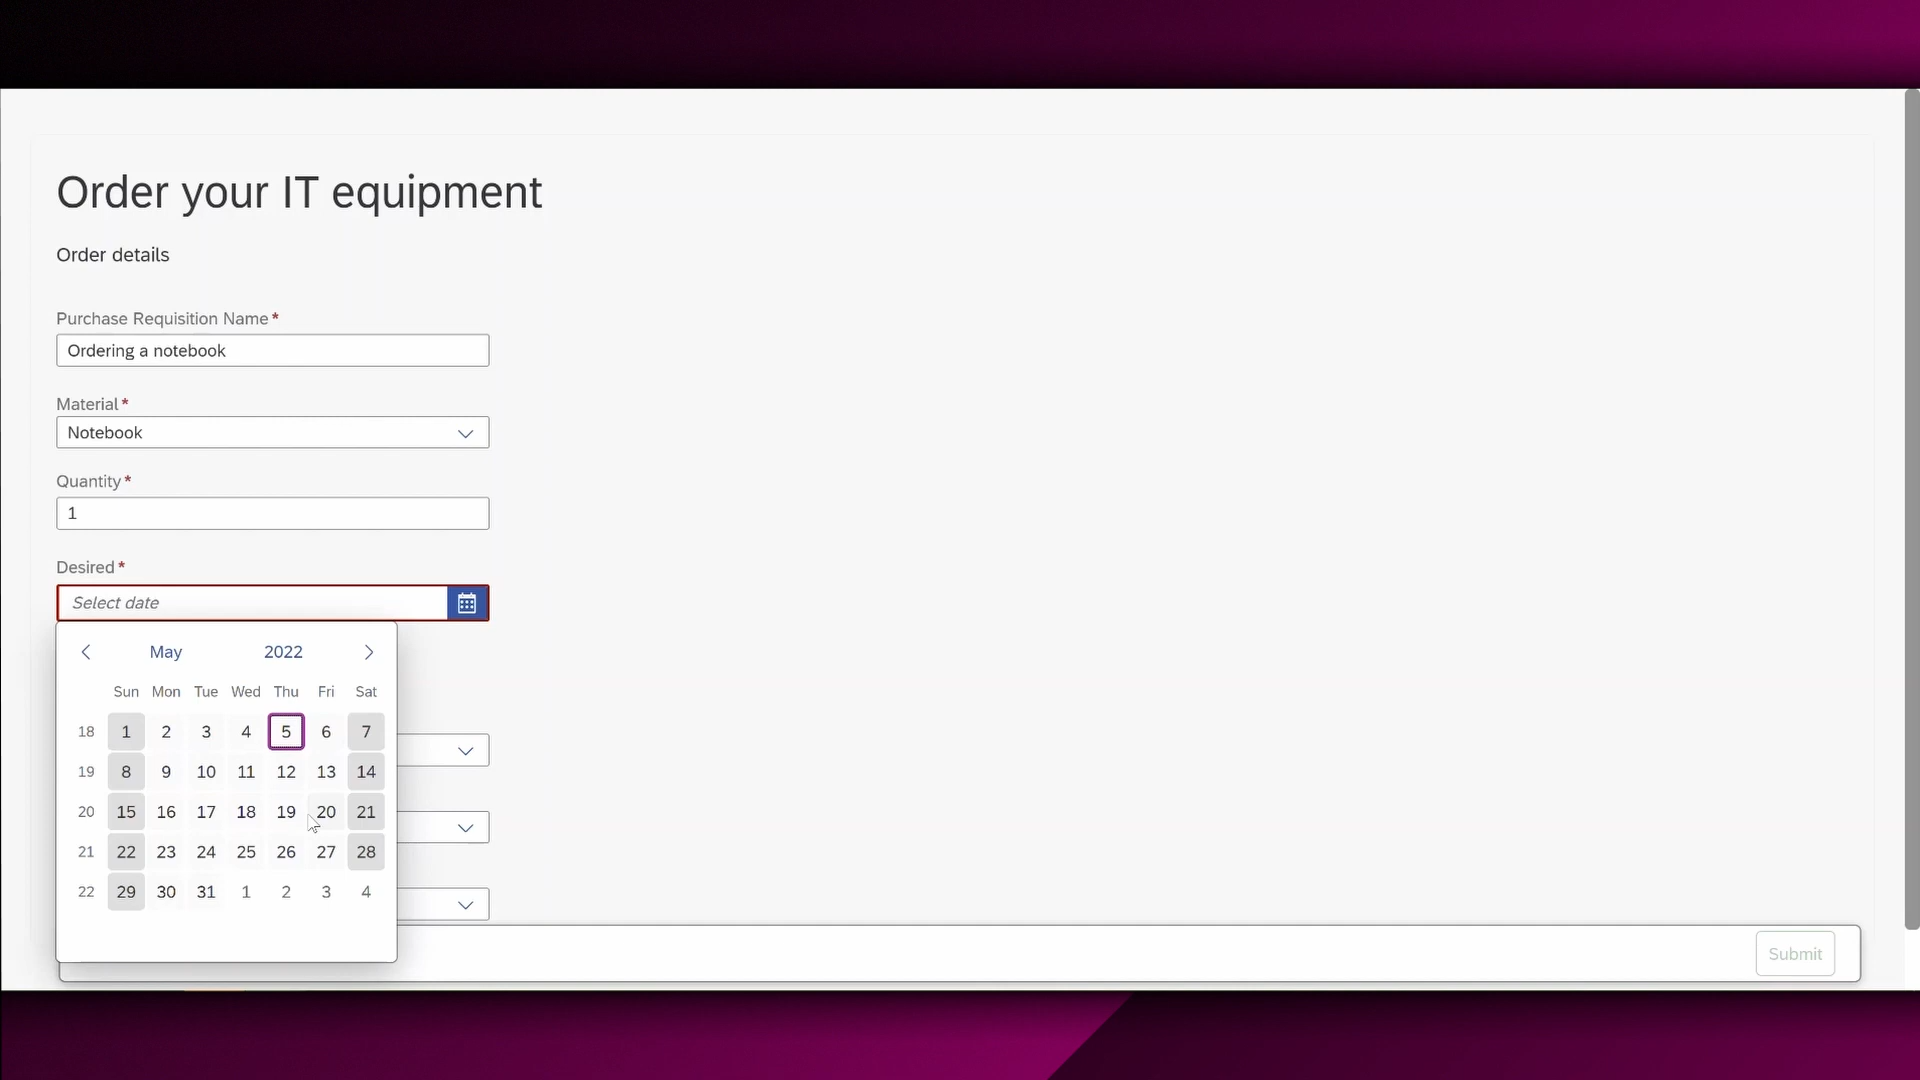 Order your IT equipment
Order details
Purchase Requisition Name*
Ordering a notebook
Material*
Notebook
Quantity*
1
Desired*
Select date
May 2022
Sun Mon Tue Wed Thu Fri Sat
18 1 2 3 4 5 6 7
19 8 9 10 11 12 13 14
20 15 16 17 18 19 20 21
21 22 23 24 25 26 27 28
22 29 30 31 1 2 3 4
Submit